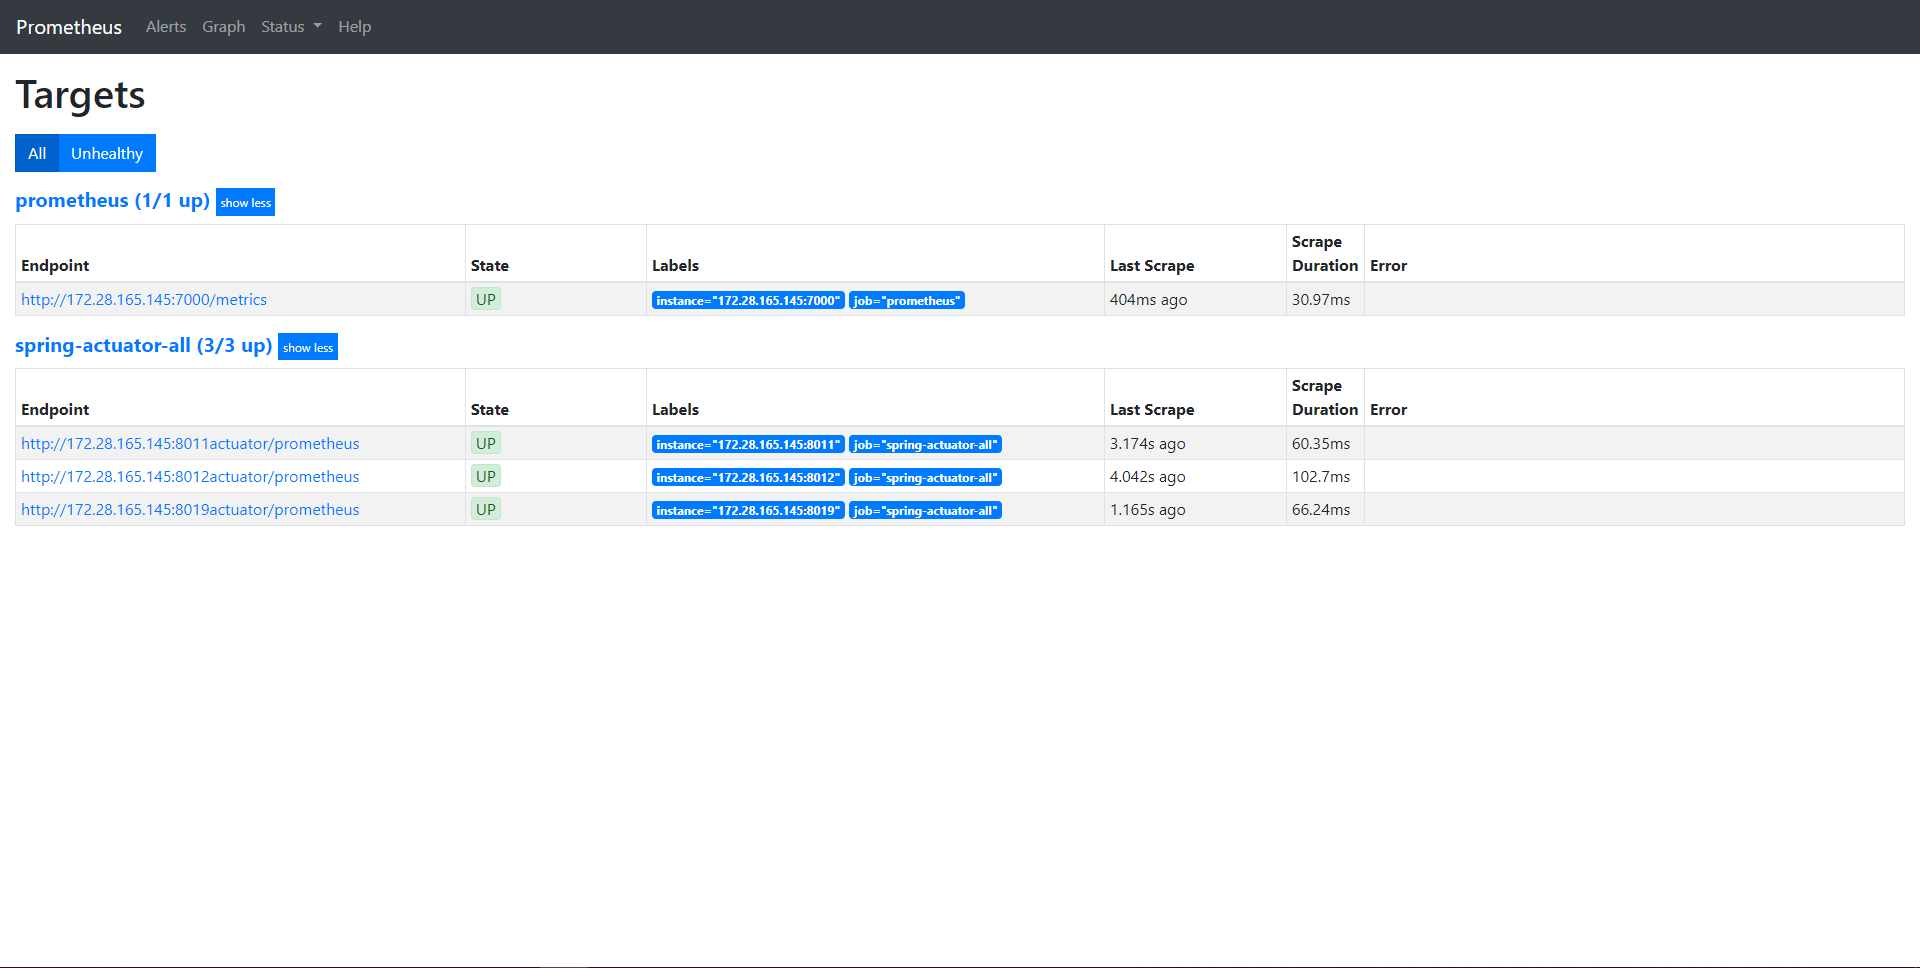 Prometheus Alerts Graph Status Help
Targets
All Unhealthy
prometheus (1/1 up) show less
Endpoint State Labels Last Scrape Scrape Duration Error
http://172.28.165.145:7000/metrics UP instance="172.28.165.145:7000" job="prometheus" 404ms ago 30.97ms
spring-actuator-all (3/3 up) show less
Endpoint State Labels Last Scrape Scrape Duration Error
http://172.28.165.145:8011actuator/prometheus UP instance="172.28.165.145:8011" job="spring-actuator-all" 3.174s ago 60.35ms
http://172.28.165.145:8012actuator/prometheus UP instance="172.28.165.145:8012" job="spring-actuator-all" 4.042s ago 102.7ms
http://172.28.165.145:8019actuator/prometheus UP instance="172.28.165.145:8019" job="spring-actuator-all" 1.165s ago 66.24ms